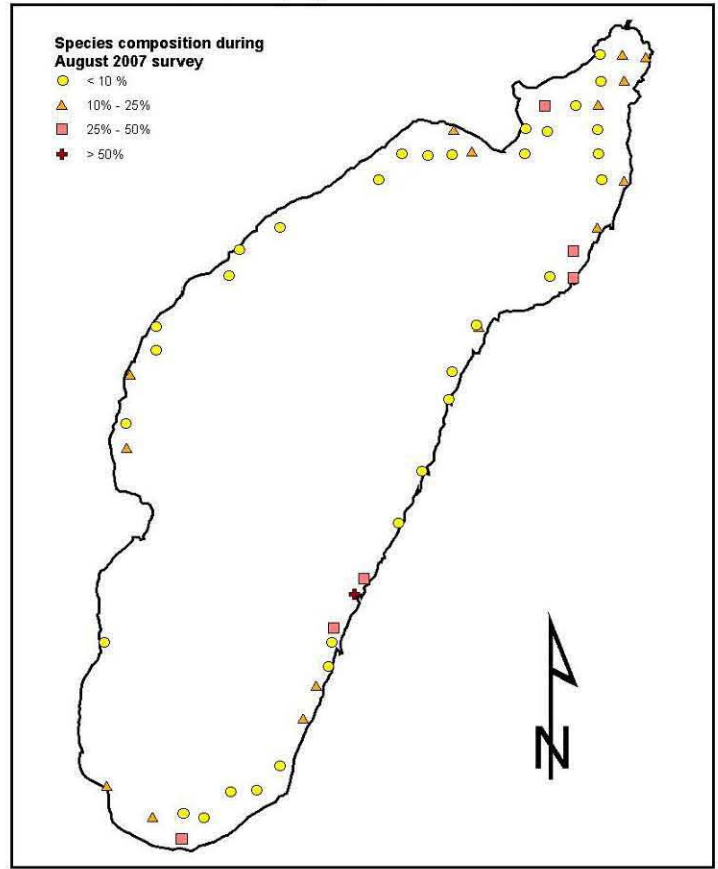 Species composition during
August 2007 survey
< 10 %
10% - 25%
25% - 50%
> 50%
N